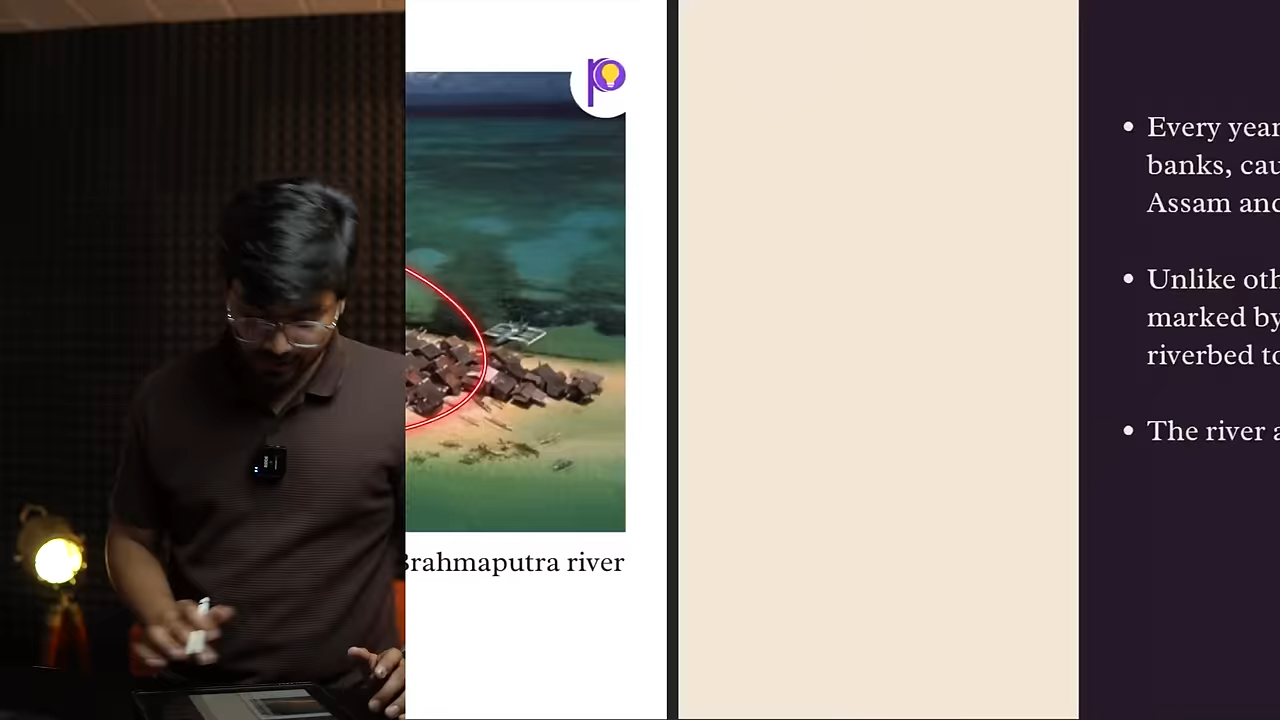 Brahmaputra river
Every year
banks, cau
Assam and
Unlike oth
marked by
riverbed to
The river a